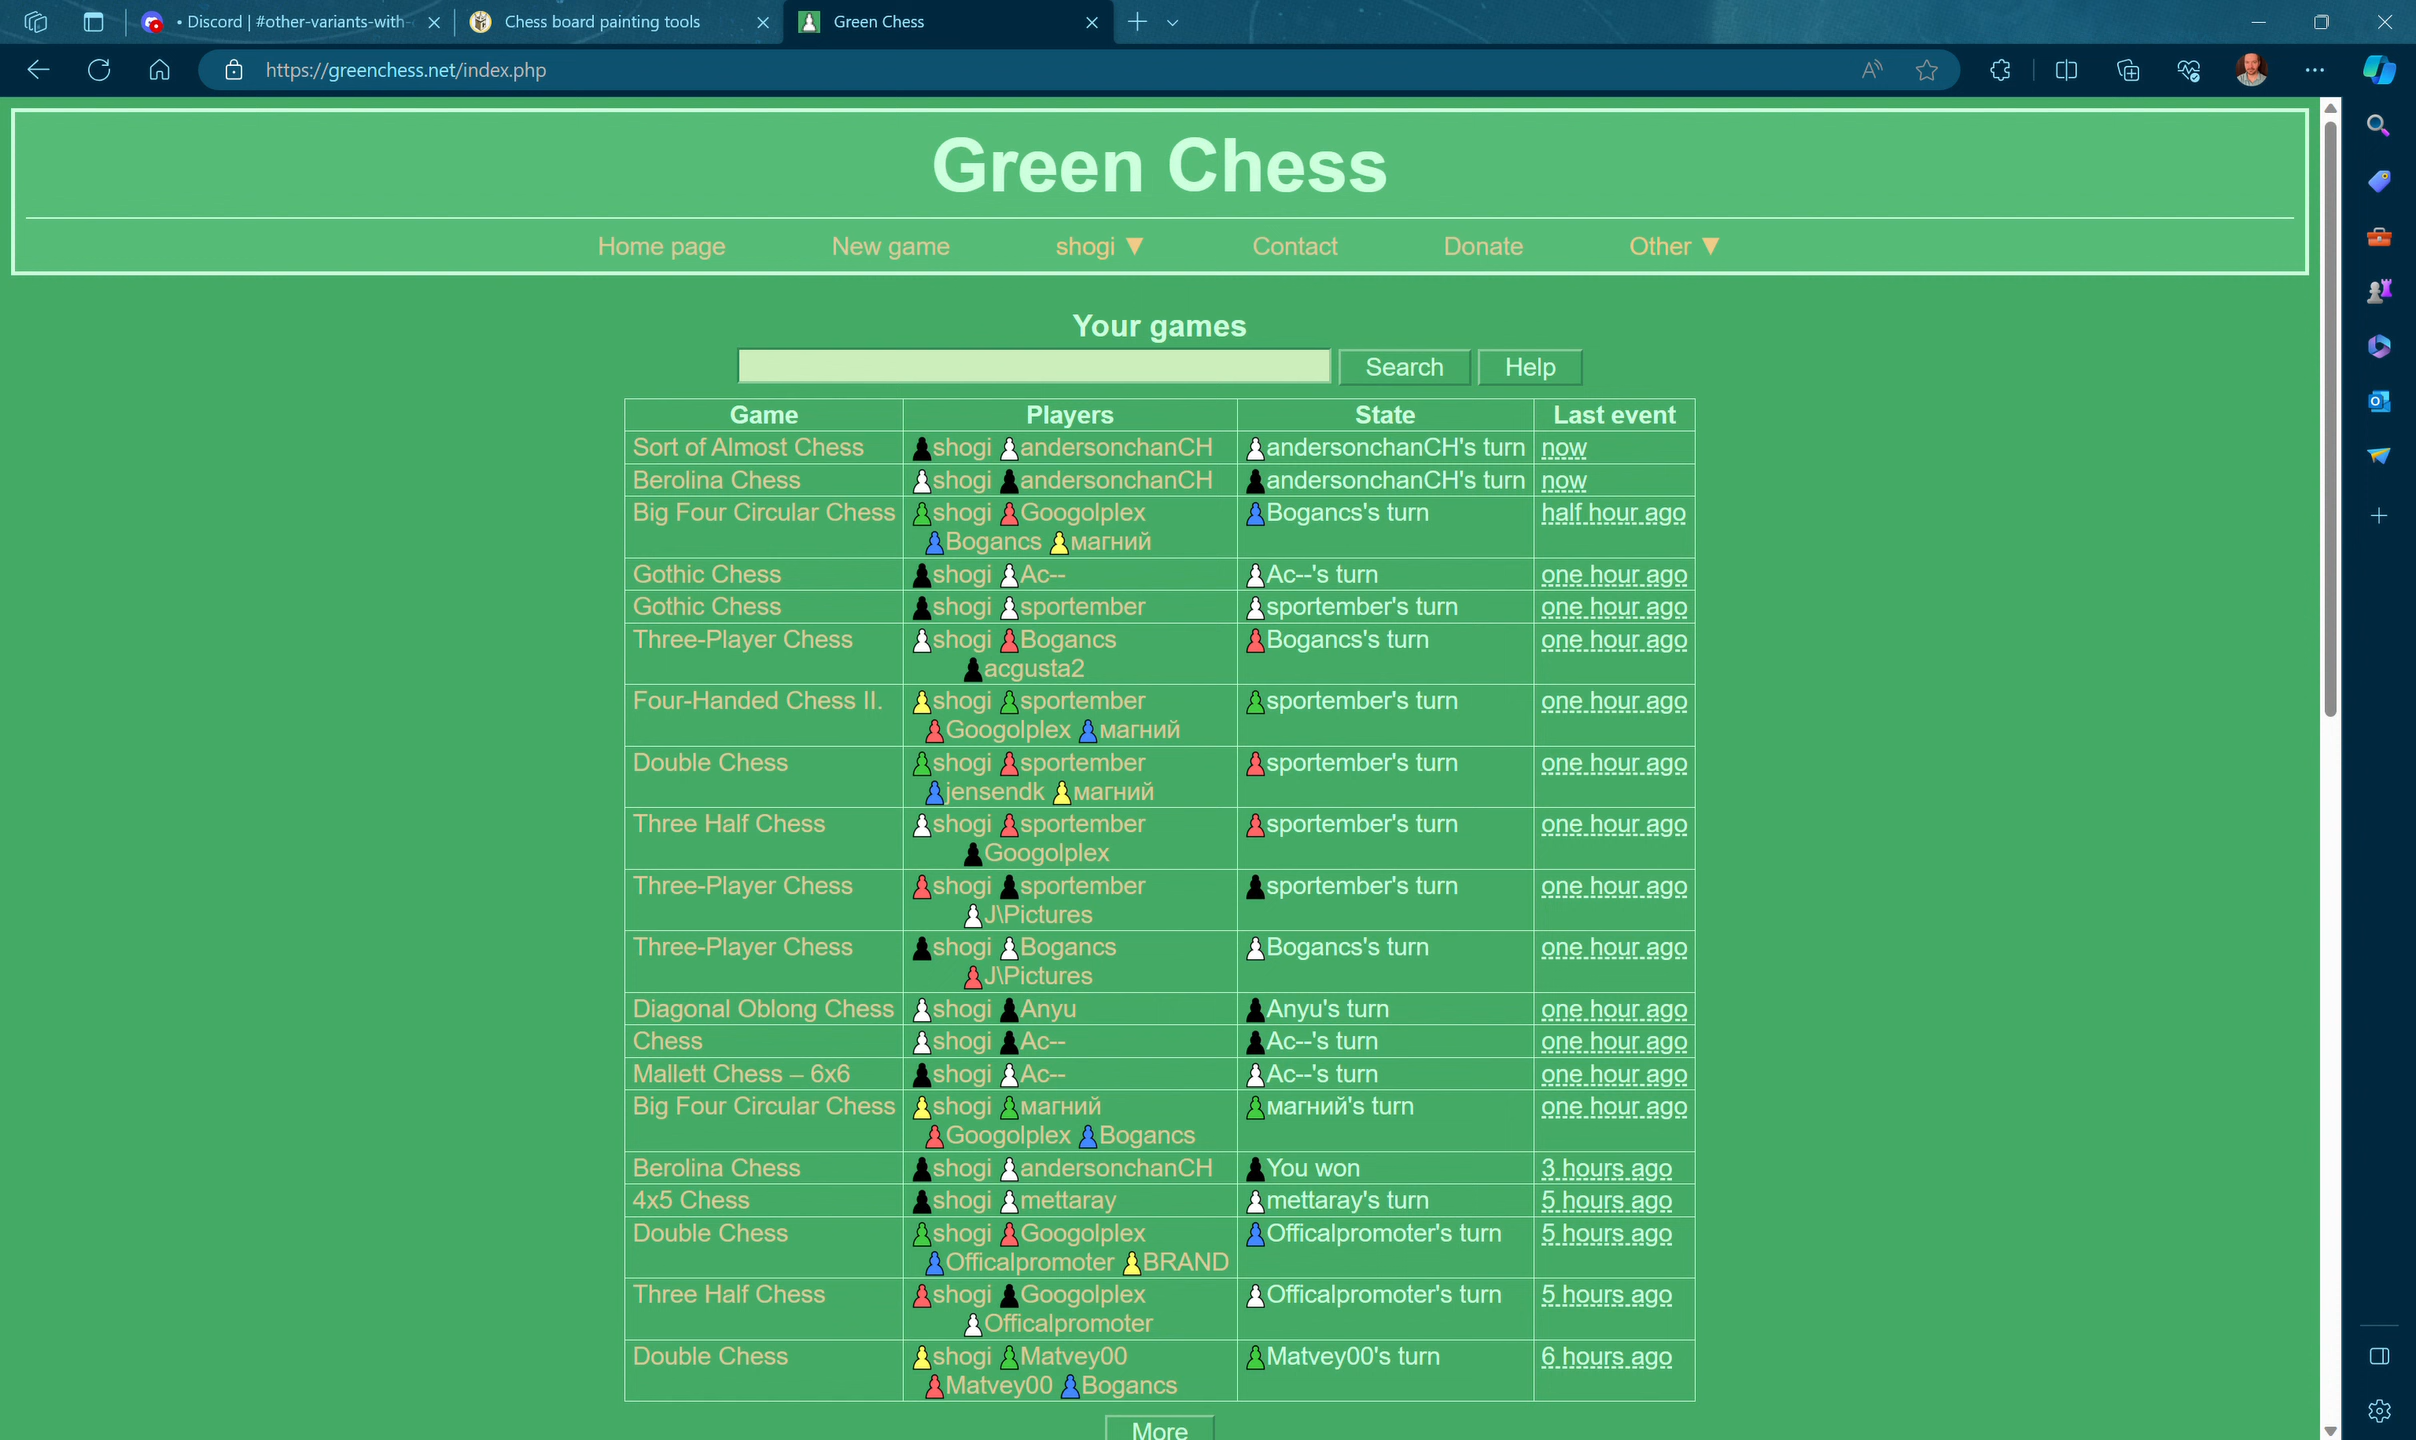 • Discord | #other-variants-with- Chess board painting tools Green Chess
https://greenchess.net/index.php
Green Chess
Home page New game shogi ▼ Contact Donate Other ▼
Your games
Search Help
Game Players State Last event
Sort of Almost Chess shogi andersonchanCH andersonchanCH's turn now
Berolina Chess shogi andersonchanCH andersonchanCH's turn now
Big Four Circular Chess shogi Googolplex Bogancs's turn half hour ago
Bogancs магний
Gothic Chess shogi Ac-- Ac--'s turn one hour ago
Gothic Chess shogi sportember sportember's turn one hour ago
Three-Player Chess shogi Bogancs Bogancs's turn one hour ago
acgusta2
Four-Handed Chess II. shogi sportember sportember's turn one hour ago
Googolplex магний
Double Chess shogi sportember sportember's turn one hour ago
jensendk магний
Three Half Chess shogi sportember sportember's turn one hour ago
Googolplex
Three-Player Chess shogi sportember sportember's turn one hour ago
J\Pictures
Three-Player Chess shogi Bogancs Bogancs's turn one hour ago
J\Pictures
Diagonal Oblong Chess shogi Anyu Anyu's turn one hour ago
Chess shogi Ac-- Ac--'s turn one hour ago
Mallett Chess – 6x6 shogi Ac-- Ac--'s turn one hour ago
Big Four Circular Chess shogi магний магний's turn one hour ago
Googolplex Bogancs
Berolina Chess shogi andersonchanCH You won 3 hours ago
4x5 Chess shogi mettaray mettaray's turn 5 hours ago
Double Chess shogi Googolplex Officalpromoter's turn 5 hours ago
Officalpromoter BRAND
Three Half Chess shogi Googolplex Officalpromoter's turn 5 hours ago
Officalpromoter
Double Chess shogi Matvey00 Matvey00's turn 6 hours ago
Matvey00 Bogancs
More